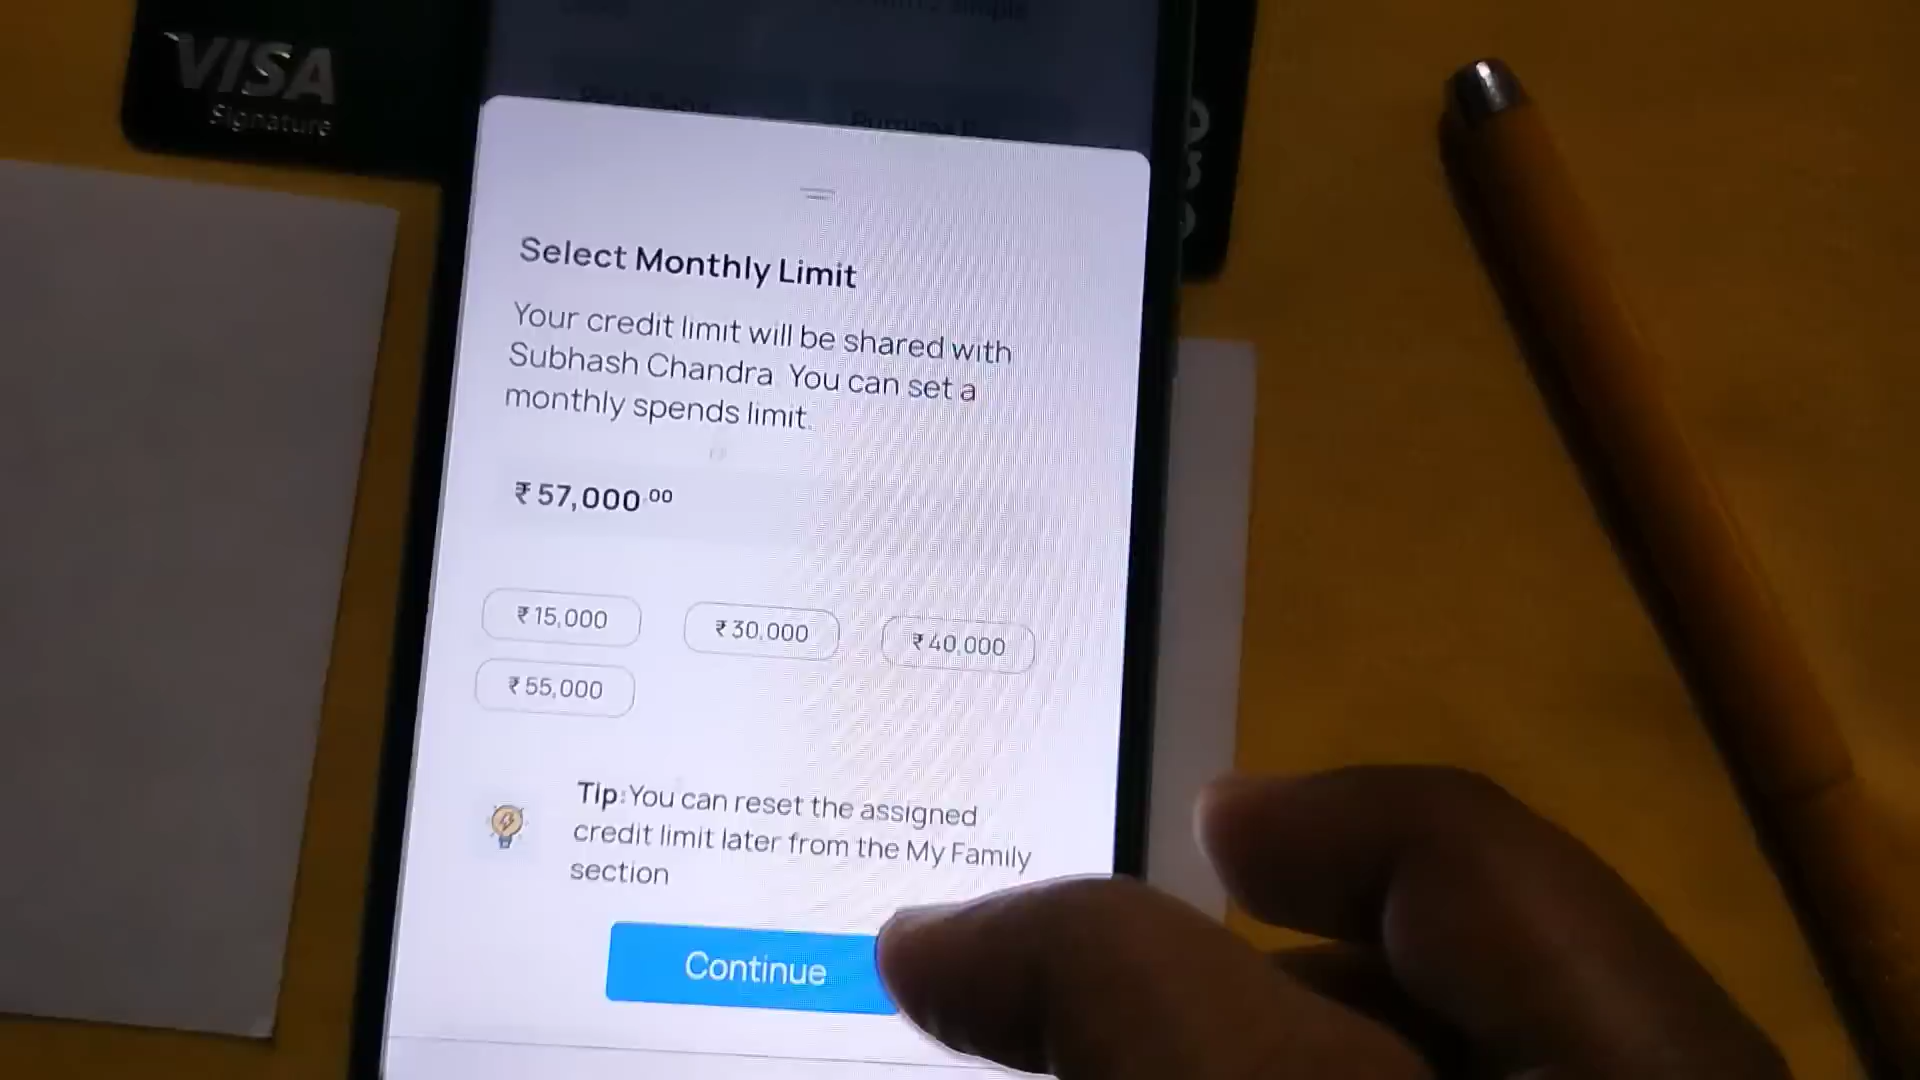 VISA
Signature
Select Monthly Limit
Your credit limit will be shared with
Subhash Chandra. You can set a
monthly spends limit.
₹ 57,000.00
₹ 15,000
₹ 30,000
₹ 40,000
₹ 55,000
Tip: You can reset the assigned
credit limit later from the My Family
section
Continue